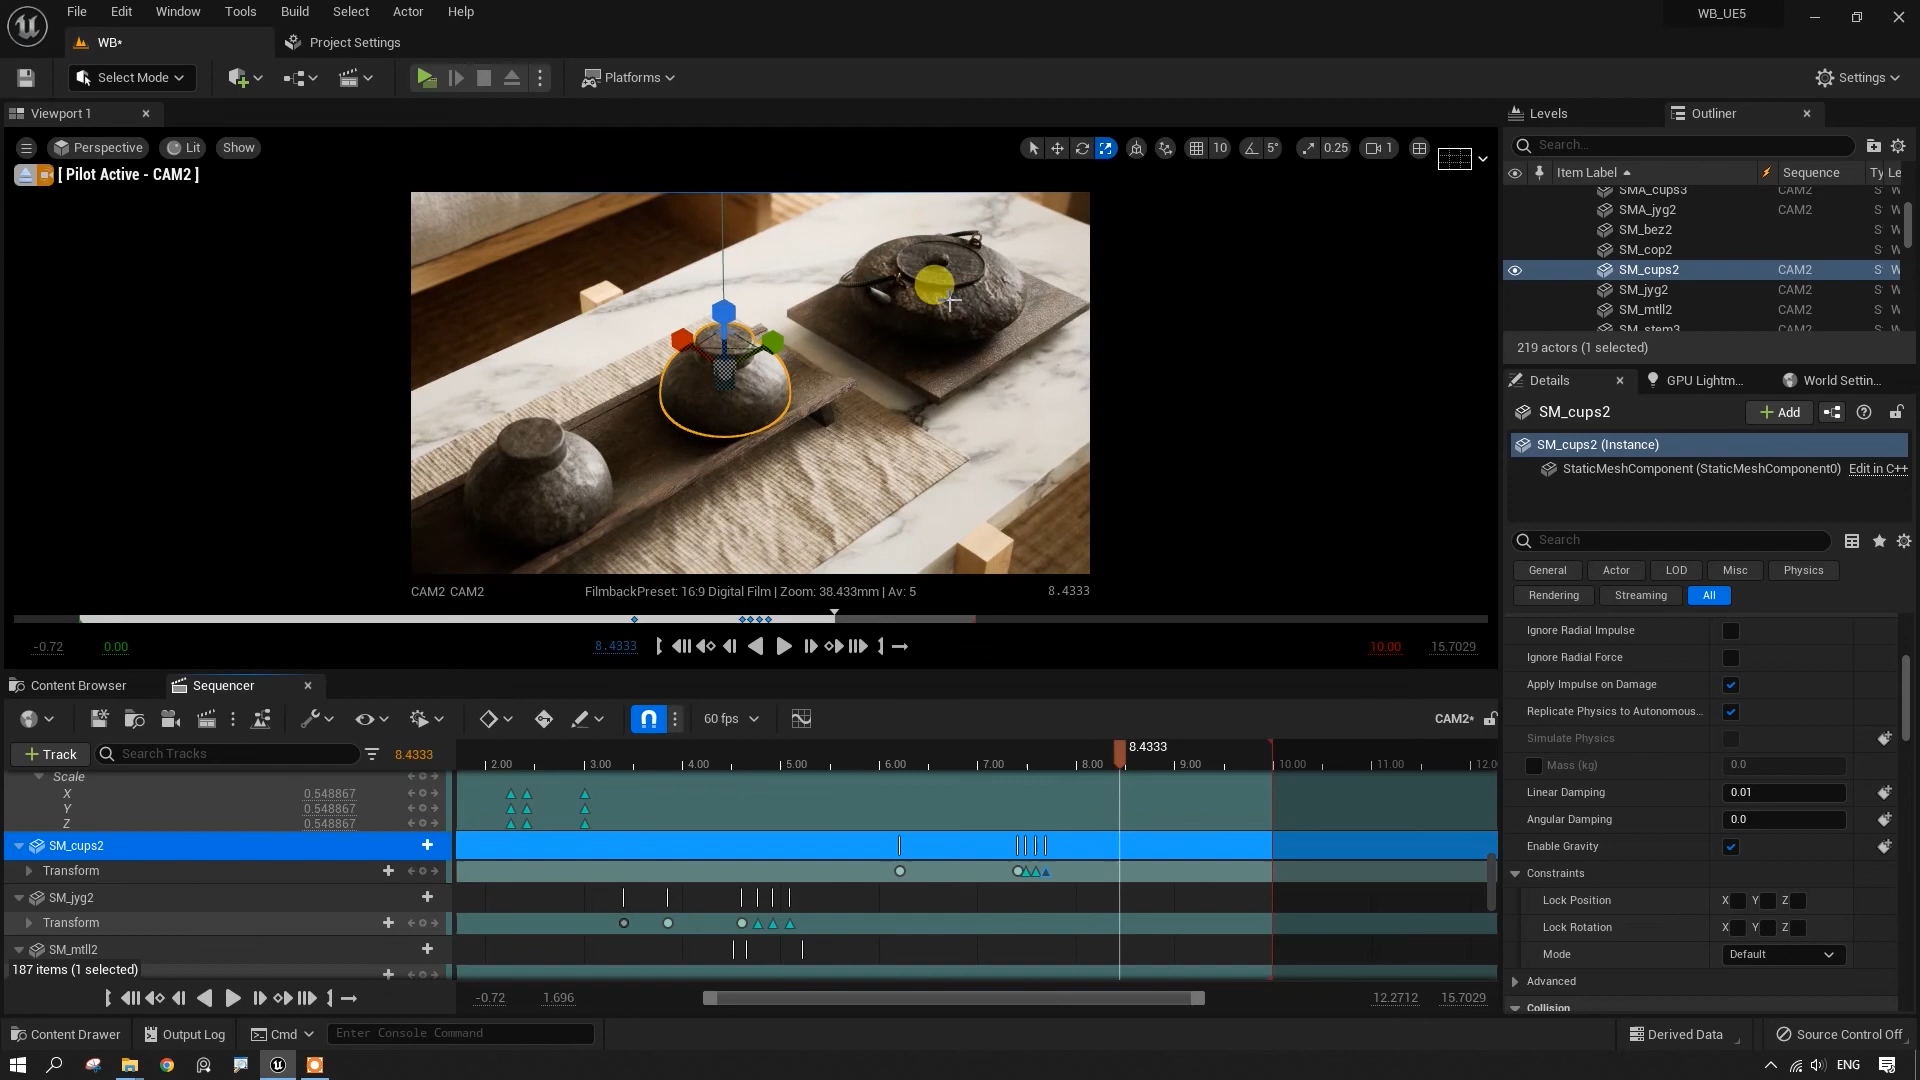 File Edit Window Tools Build Select Actor Help
WB_UE5
WB*
Project Settings
Select Mode
Platforms
Settings
Viewport 1
Levels
Outliner
Perspective Lit Show
10 5° 0.25 1
Search...
[ Pilot Active - CAM2 ]
Item Label Sequence Ty Le
SMA_cups3 CAM2 S W
SMA_jyg2 CAM2 S W
SM_bez2 S W
SM_cop2 S W
SM_cups2 CAM2 S W
SM_jyg2 CAM2 S W
SM_mtll2 CAM2 S W
SM_stem3 CAM2 S W
219 actors (1 selected)
Details
GPU Lightm...
World Settin...
SM_cups2
Add
SM_cups2 (Instance)
StaticMeshComponent (StaticMeshComponent0) Edit in C++
Search
General Actor LOD Misc Physics
Rendering Streaming All
Ignore Radial Impulse
Ignore Radial Force
Apply Impulse on Damage
Replicate Physics to Autonomous...
Simulate Physics
Mass (kg) 0.0
Linear Damping 0.01
Angular Damping 0.0
Enable Gravity
Constraints
Lock Position X Y Z
Lock Rotation X Y Z
Mode Default
Advanced
Collision
CAM2 CAM2 FilmbackPreset: 16:9 Digital Film | Zoom: 38.433mm | Av: 5 8.4333
-0.72 0.00 8.4333 10.00 15.7029
Content Browser
Sequencer
60 fps
CAM2*
Track
Search Tracks
8.4333
8.4333
2.00 3.00 4.00 5.00 6.00 7.00 8.00 9.00 10.00 11.00 12.0
Scale
X 0.548867
Y 0.548867
Z 0.548867
SM_cups2
Transform
SM_jyg2
Transform
SM_mtll2
187 items (1 selected)
-0.72 1.696 12.2712 15.7029
Content Drawer Output Log Cmd Enter Console Command
Derived Data Source Control Off
ENG